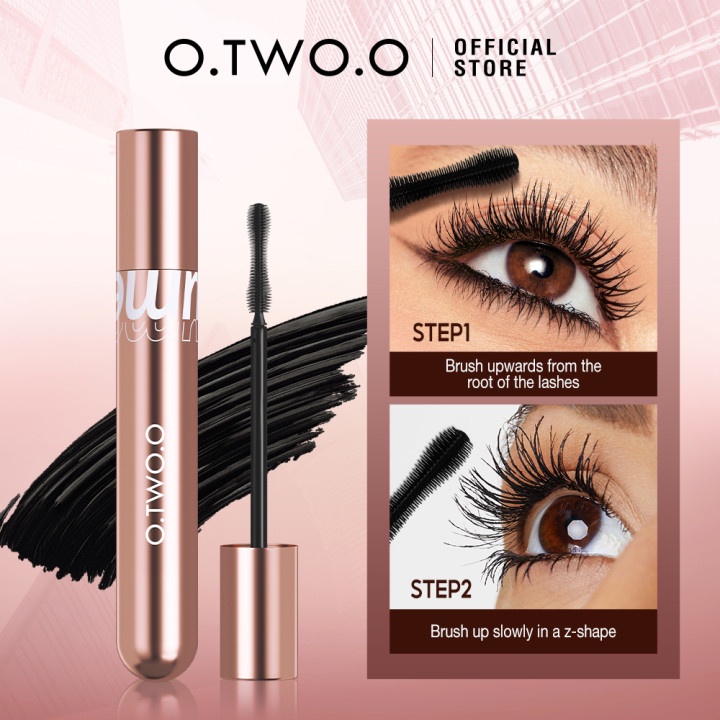 O.TWO.O
OFFICIAL
STORE
O.TWO.O
STEP1
Brush upwards from the
root of the lashes
STEP2
Brush up slowly in a z-shape